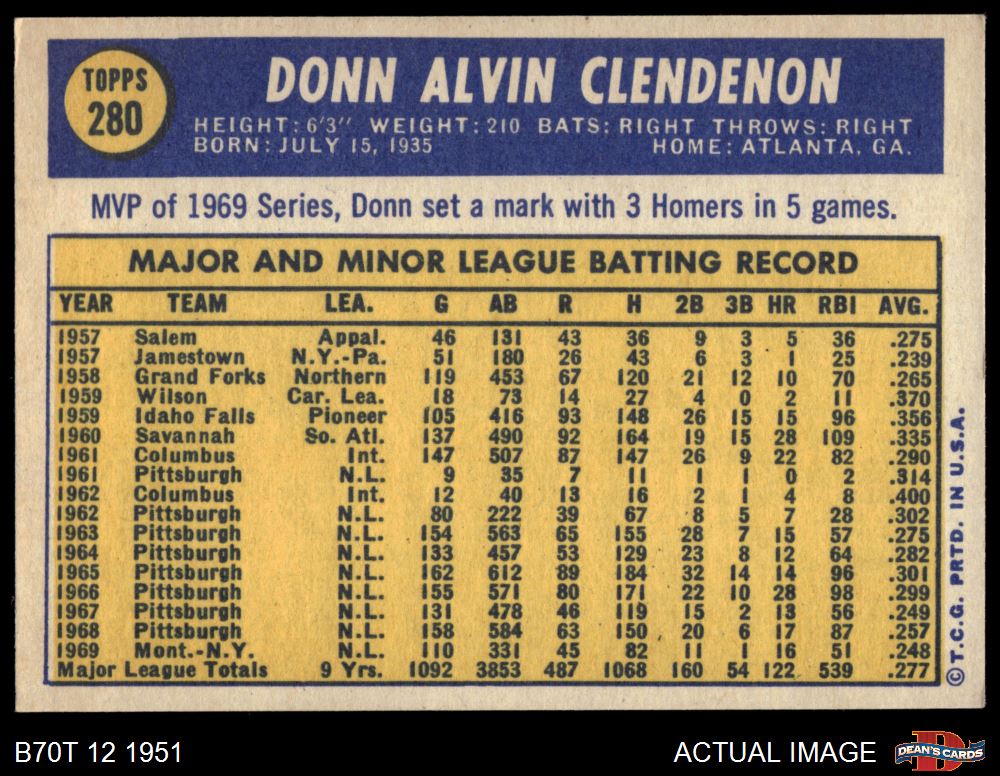 TOPPS
280
DONN ALVIN CLENDENON
HEIGHT: 6'3" WEIGHT: 210 BATS: RIGHT THROWS: RIGHT
BORN: JULY 15, 1935 HOME: ATLANTA, GA.
MVP of 1969 Series, Donn set a mark with 3 Homers in 5 games.
MAJOR AND MINOR LEAGUE BATTING RECORD
YEAR TEAM LEA. G AB R H 2B 3B HR RBI AVG.
1957 Salem Appal. 46 131 43 36 9 3 5 36 .275
1957 Jamestown N.Y.-Pa. 51 180 26 43 6 3 1 25 .239
1958 Grand Forks Northern 119 453 67 120 21 12 10 70 .265
1959 Wilson Car. Lea. 18 73 14 27 4 0 2 11 .370
1959 Idaho Falls Pioneer 105 416 93 148 26 15 15 96 .356
1960 Savannah So. Atl. 137 490 92 164 19 15 28 109 .335
1961 Columbus Int. 147 507 87 147 26 9 22 82 .290
1961 Pittsburgh N.L. 9 35 7 11 1 1 0 2 .314
1962 Columbus Int. 12 40 13 16 2 1 4 8 .400
1962 Pittsburgh N.L. 80 222 39 67 8 5 7 28 .302
1963 Pittsburgh N.L. 154 563 65 155 28 7 15 57 .275
1964 Pittsburgh N.L. 133 457 53 129 23 8 12 64 .282
1965 Pittsburgh N.L. 162 612 89 184 32 14 14 96 .301
1966 Pittsburgh N.L. 155 571 80 171 22 10 28 98 .299
1967 Pittsburgh N.L. 131 478 46 119 15 2 13 56 .249
1968 Pittsburgh N.L. 158 584 63 150 20 6 17 87 .257
1969 Mont.-N.Y. N.L. 110 331 45 82 11 1 16 51 .248
Major League Totals 9 Yrs. 1092 3853 487 1068 160 54 122 539 .277
©T.C.G. PRTD. IN U.S.A.
B70T 12 1951
ACTUAL IMAGE
DEAN'S CARDS